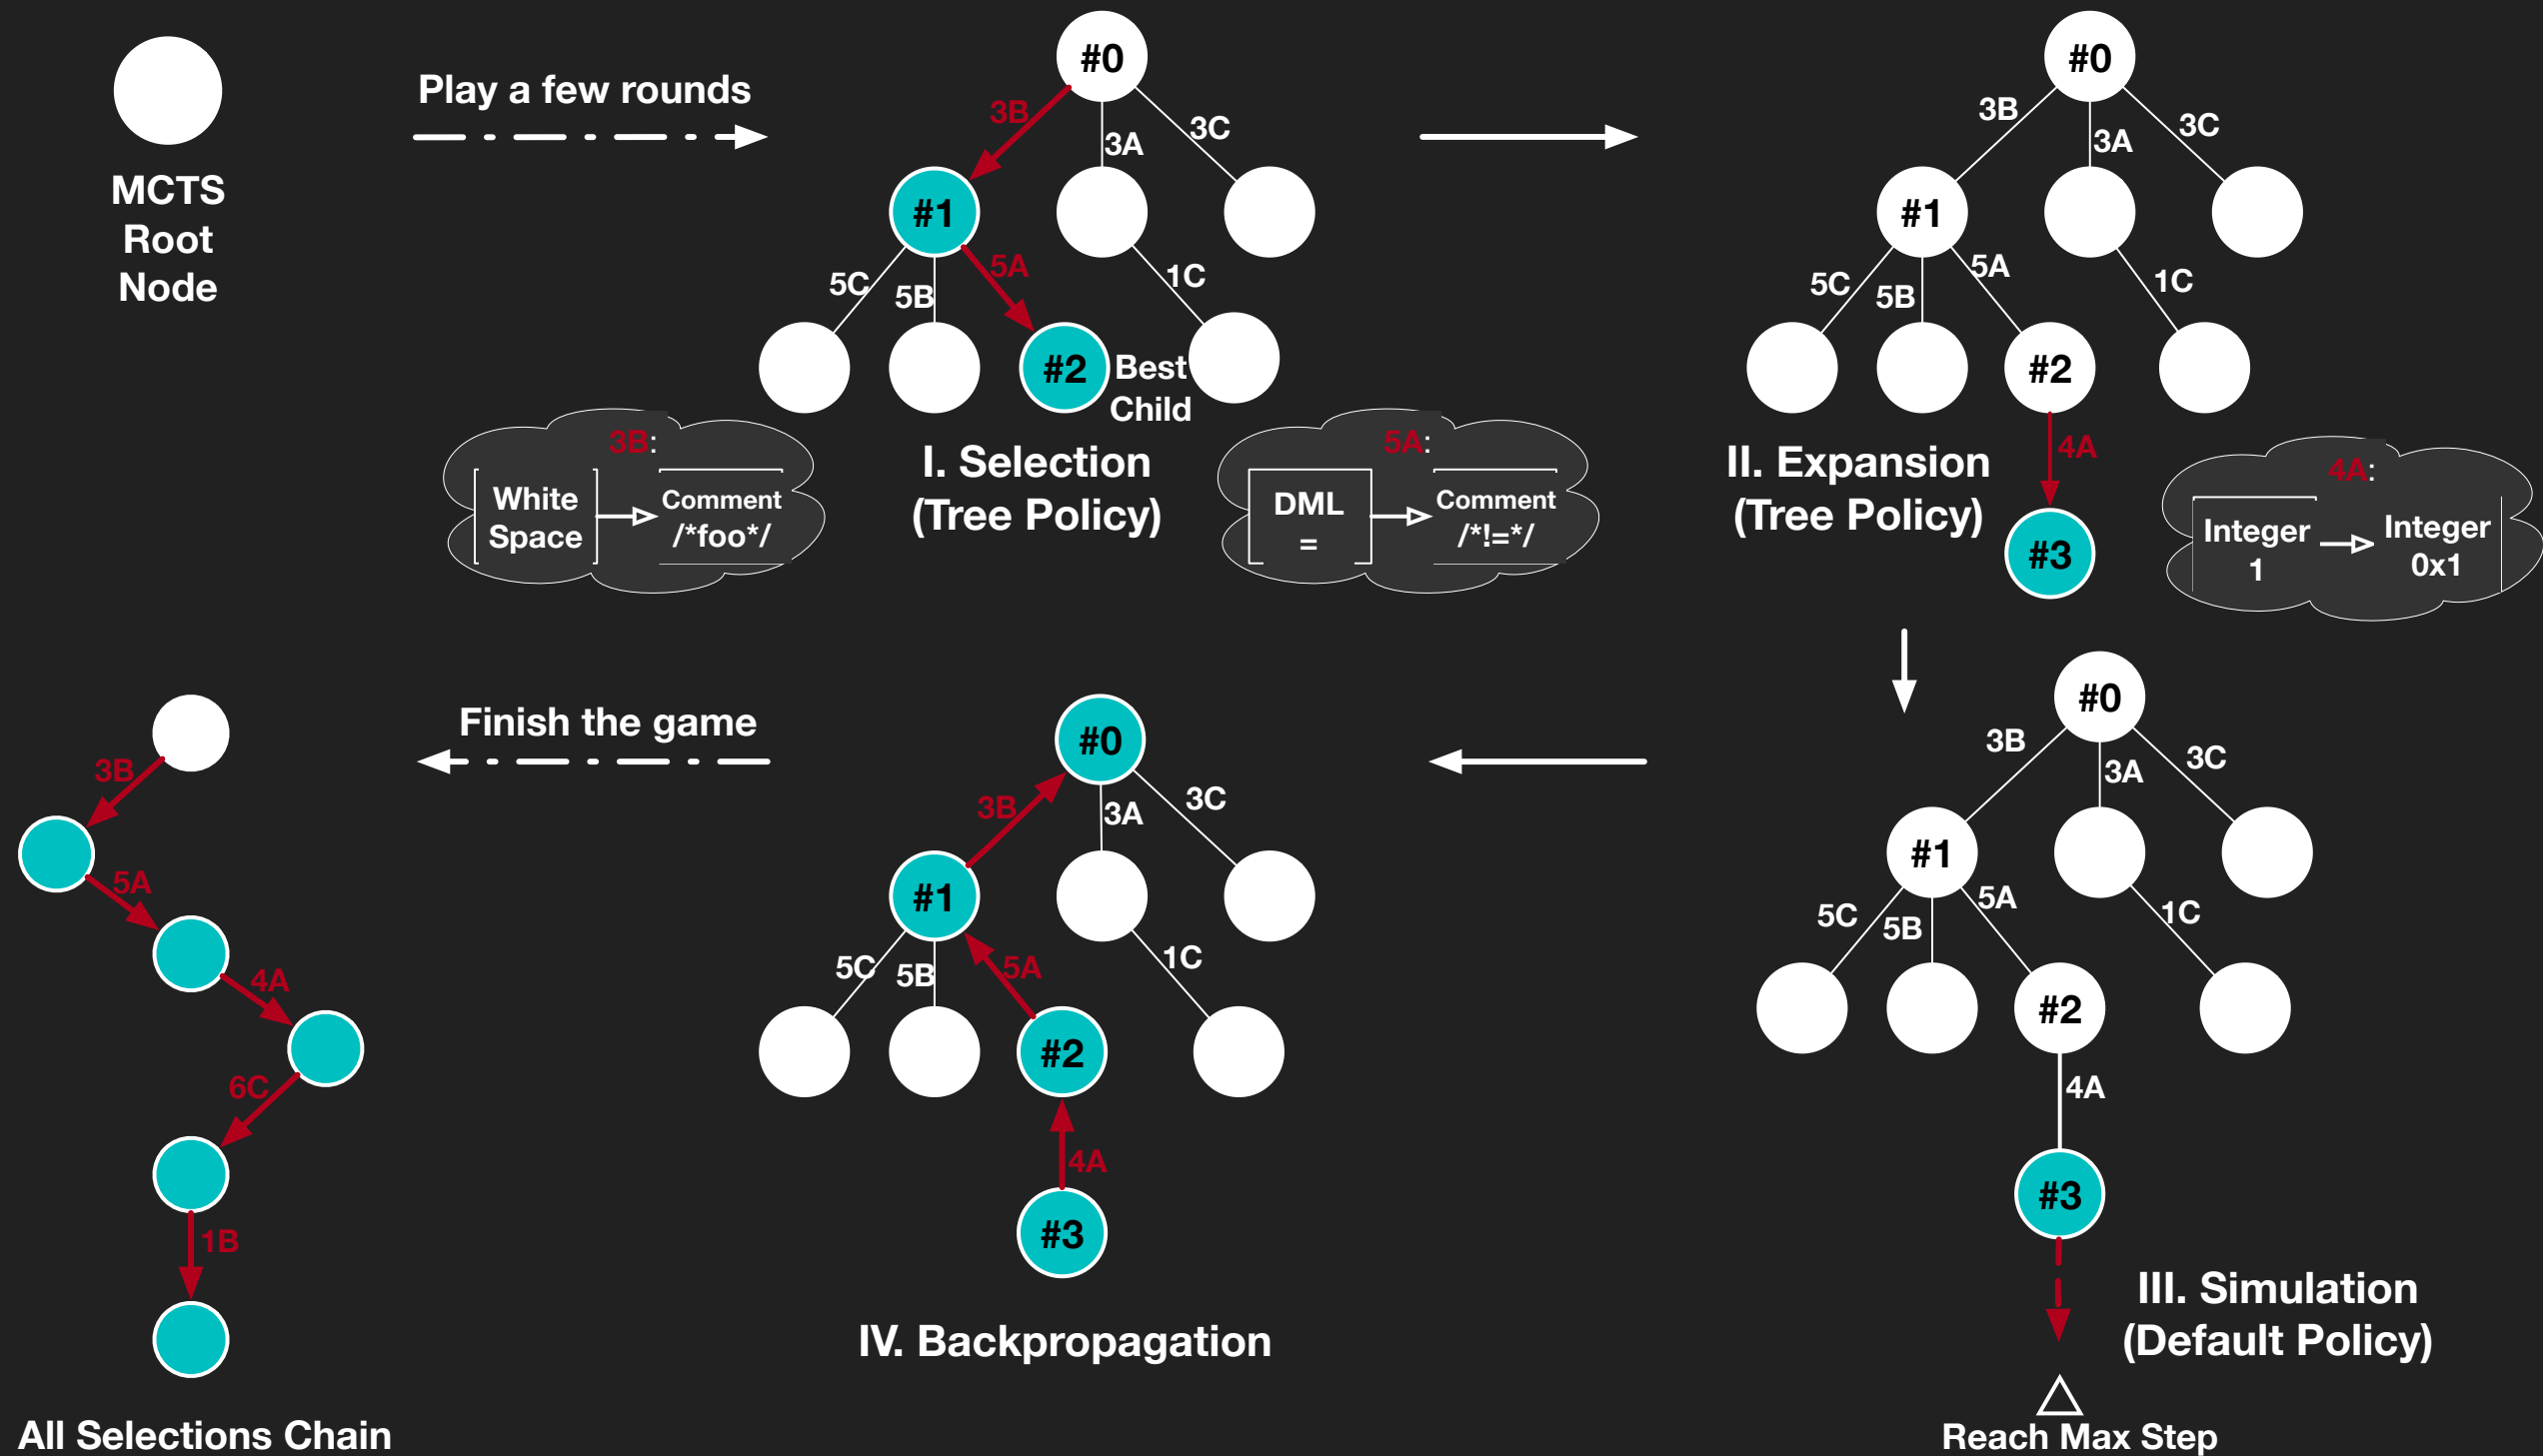 MCTS
Root
Node
Play a few rounds
#0
3B
3A
3C
#1
5C
5B
5A
1C
#2
Best
Child
I. Selection
(Tree Policy)
3B:
White
Space
Comment
/*foo*/
5A:
DML
=
Comment
/*!=*/
#0
3B
3A
3C
#1
5C
5B
5A
1C
#2
4A
#3
II. Expansion
(Tree Policy)
4A:
Integer
1
Integer
0x1
#0
3B
3A
3C
#1
5C
5B
5A
1C
#2
4A
#3
III. Simulation
(Default Policy)
Reach Max Step
#0
3B
3A
3C
#1
5C
5B
5A
1C
#2
4A
#3
IV. Backpropagation
Finish the game
3B
5A
4A
6C
1B
All Selections Chain